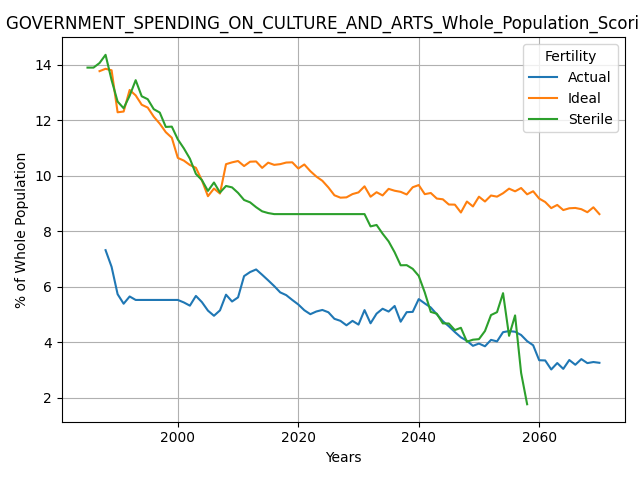 GOVERNMENT_SPENDING_ON_CULTURE_AND_ARTS_Whole_Population_Scori
Fertility
Actual
Ideal
Sterile
% of Whole Population
14
12
10
8
6
4
2
2000 2020 2040 2060
Years